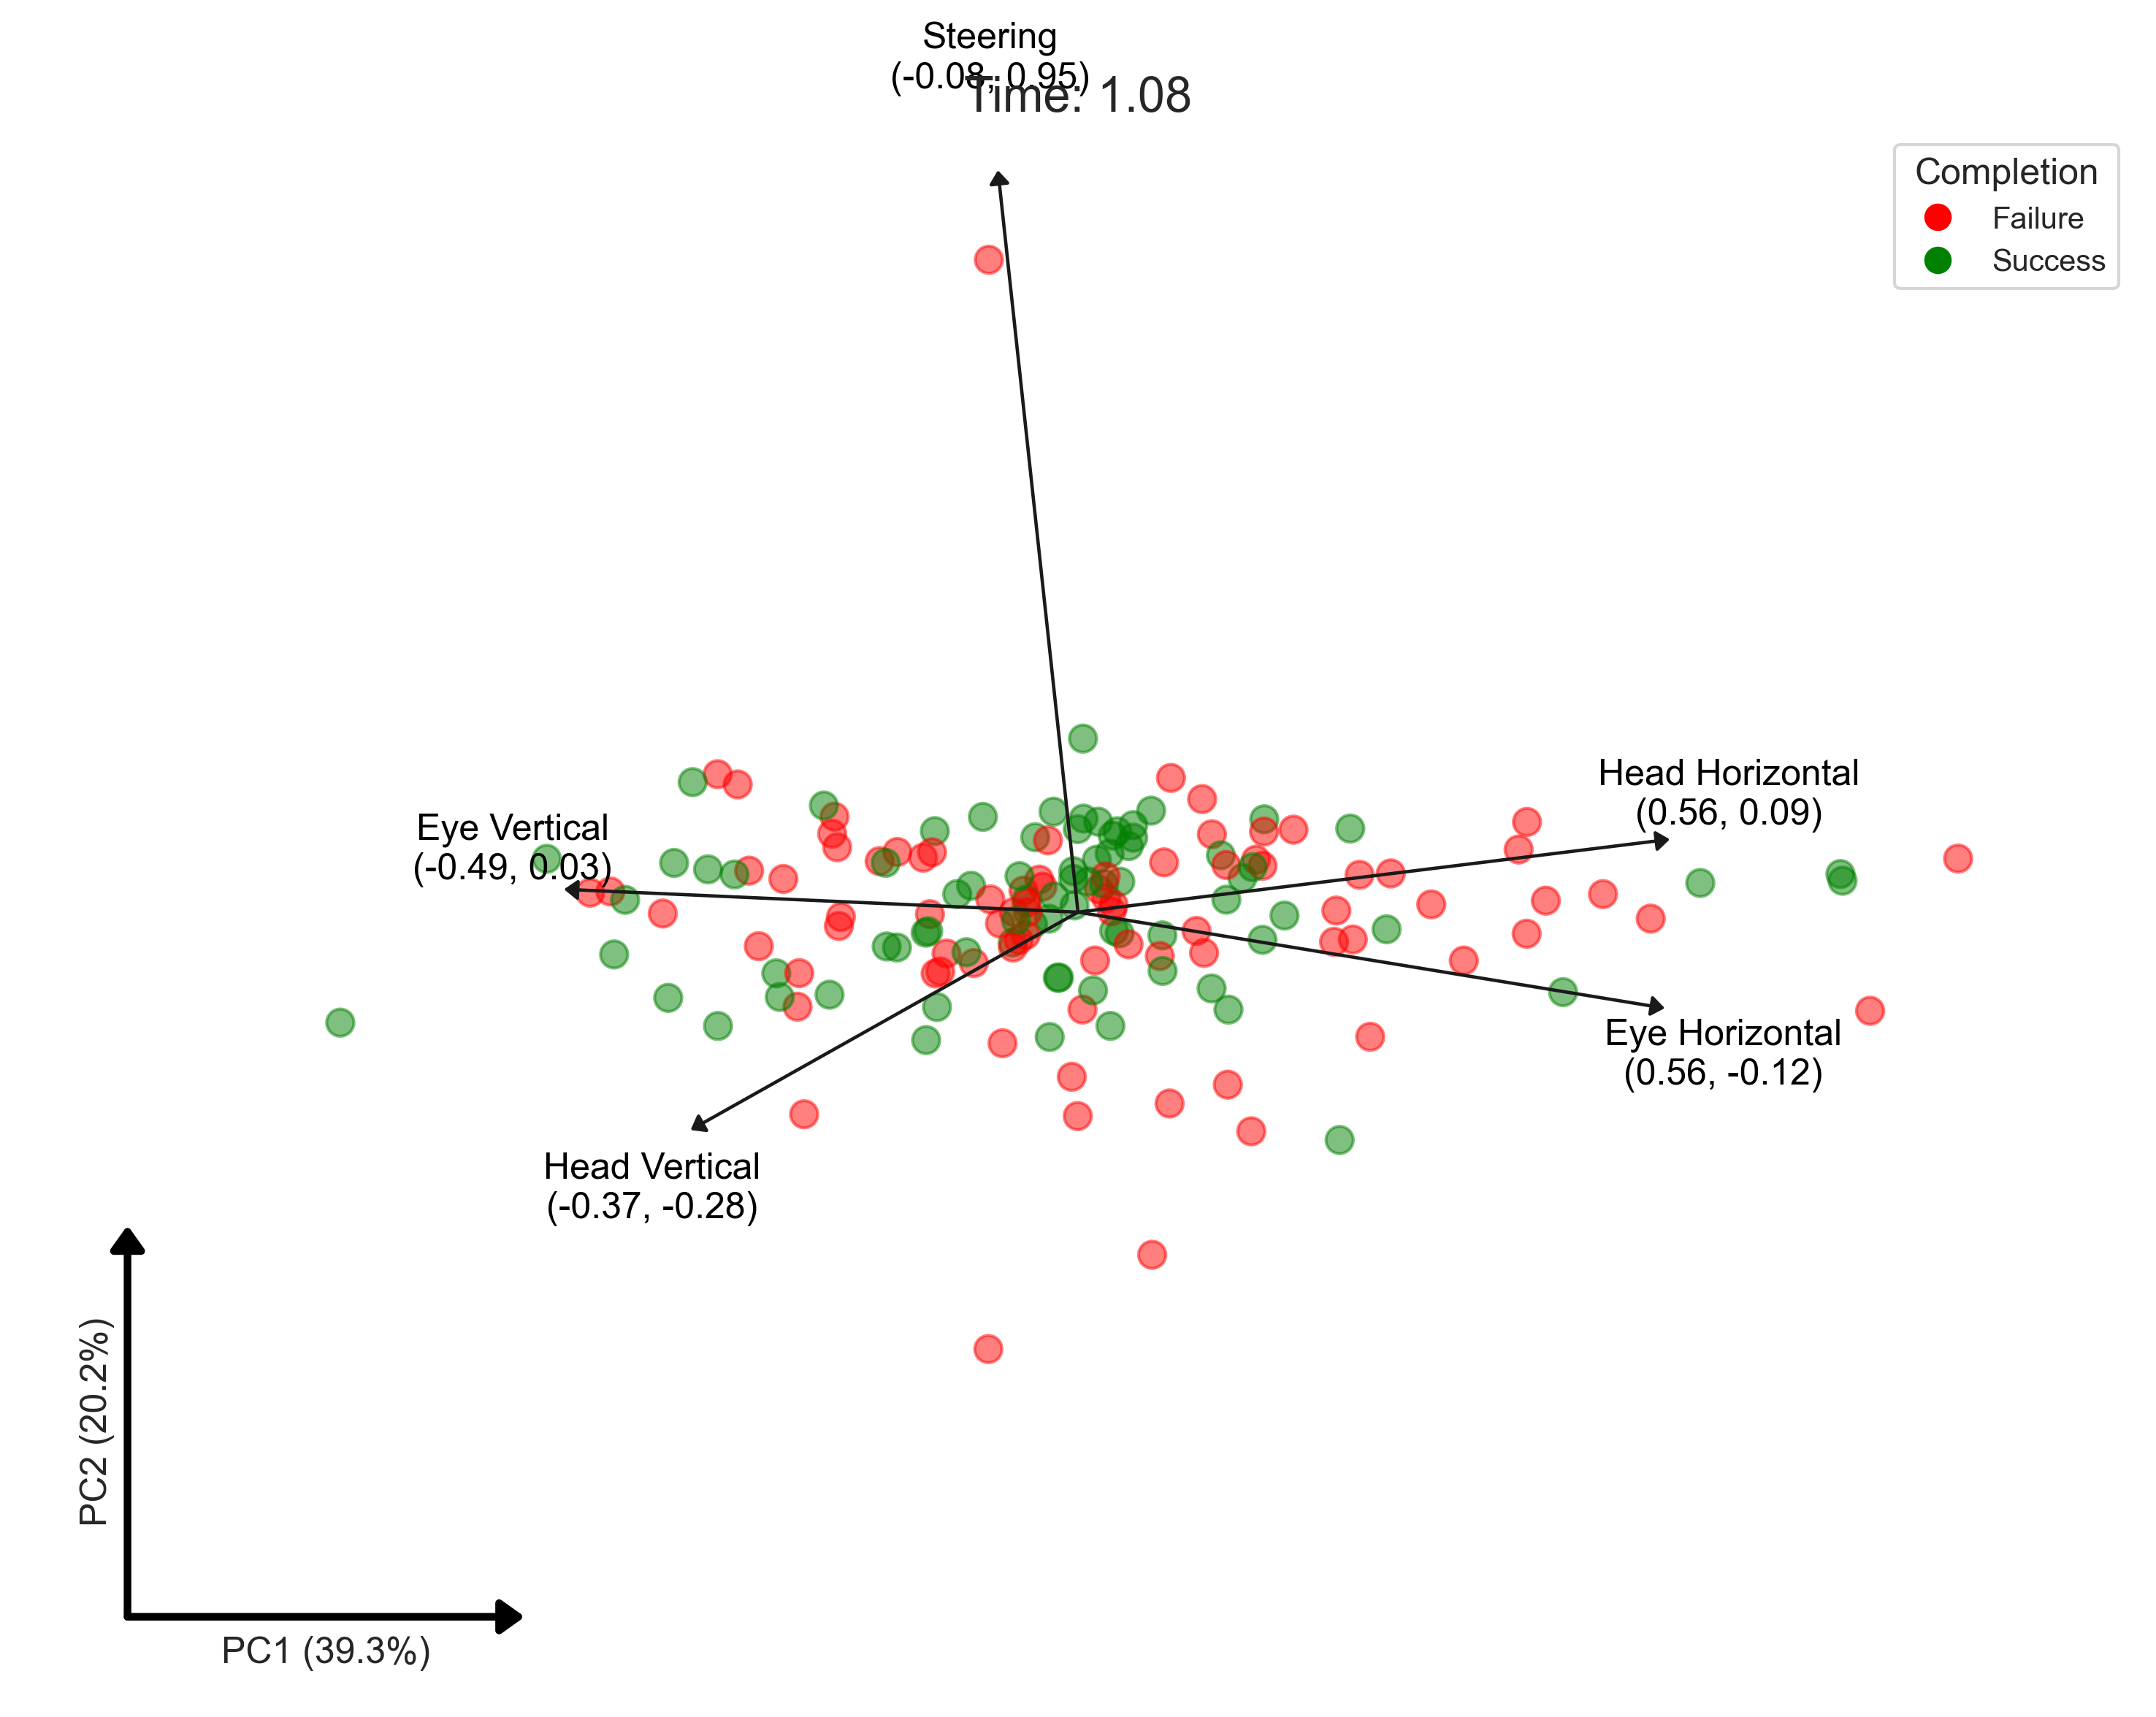 Steering
(-0.08, 0.95)
Time: 1.08
Completion
Failure
Success
Head Horizontal
(0.56, 0.09)
Eye Vertical
(-0.49, 0.03)
Eye Horizontal
(0.56, -0.12)
Head Vertical
(-0.37, -0.28)
PC2 (20.2%)
PC1 (39.3%)